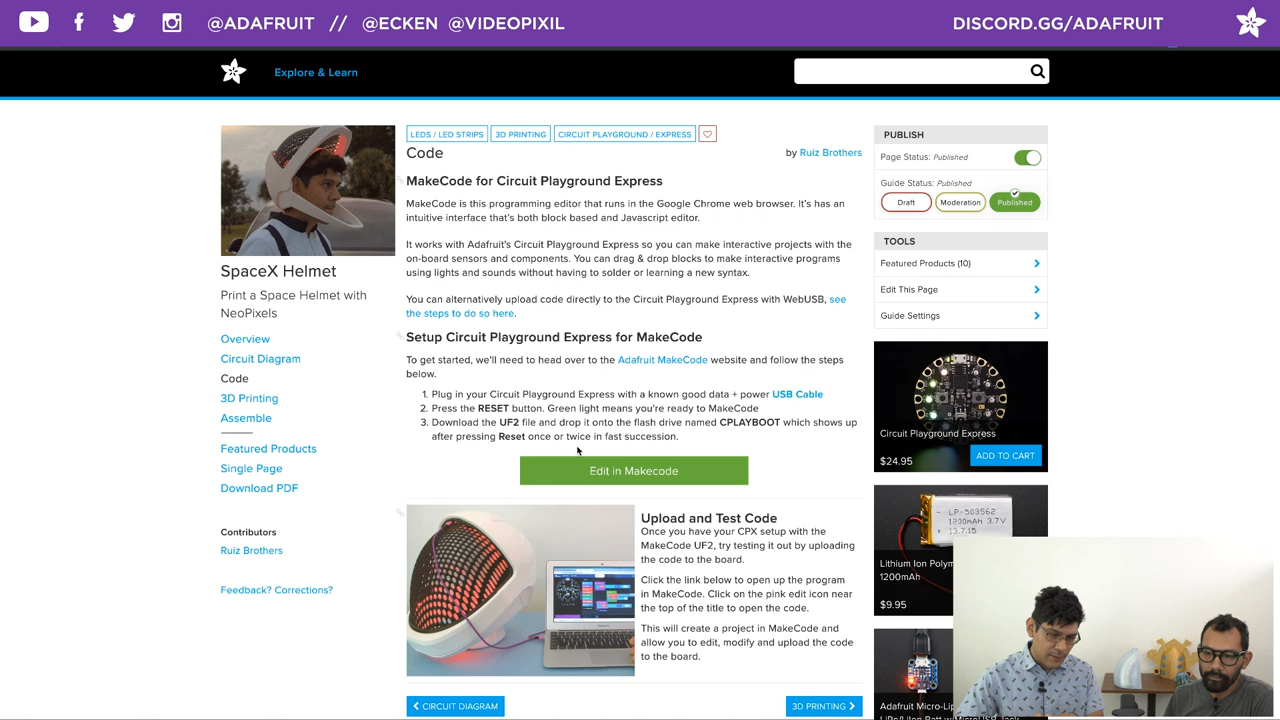 @ADAFRUIT // @ECKEN @VIDEOPIXIL
DISCORD.GG/ADAFRUIT
Explore & Learn
LEDS / LED STRIPS
3D PRINTING
CIRCUIT PLAYGROUND / EXPRESS
Code
by Ruiz Brothers
MakeCode for Circuit Playground Express
MakeCode is this programming editor that runs in the Google Chrome web browser. It's has an
intuitive interface that's both block based and Javascript editor.
It works with Adafruit's Circuit Playground Express so you can make interactive projects with the
on-board sensors and components. You can drag & drop blocks to make interactive programs
using lights and sounds without having to solder or learning a new syntax.
You can alternatively upload code directly to the Circuit Playground Express with WebUSB, see
the steps to do so here.
Setup Circuit Playground Express for MakeCode
To get started, we'll need to head over to the Adafruit MakeCode website and follow the steps
below.
1. Plug in your Circuit Playground Express with a known good data + power USB Cable
2. Press the RESET button. Green light means you're ready to MakeCode
3. Download the UF2 file and drop it onto the flash drive named CPLAYBOOT which shows up
after pressing Reset once or twice in fast succession.
Edit in Makecode
Upload and Test Code
Once you have your CPX setup with the
MakeCode UF2, try testing it out by uploading
the code to the board.
Click the link below to open up the program
in MakeCode. Click on the pink edit icon near
the top of the title to open the code.
This will create a project in MakeCode and
allow you to edit, modify and upload the code
to the board.
CIRCUIT DIAGRAM
3D PRINTING
SpaceX Helmet
Print a Space Helmet with
NeoPixels
Overview
Circuit Diagram
Code
3D Printing
Assemble
Featured Products
Single Page
Download PDF
Contributors
Ruiz Brothers
Feedback? Corrections?
PUBLISH
Page Status: Published
Guide Status: Published
Draft
Moderation
Published
TOOLS
Featured Products (10)
Edit This Page
Guide Settings
Circuit Playground Express
$24.95
ADD TO CART
LP-503562
1200mAh 3.7V
13.7.15
Lithium Ion Polym
1200mAh
$9.95
Adafruit Micro-Lip